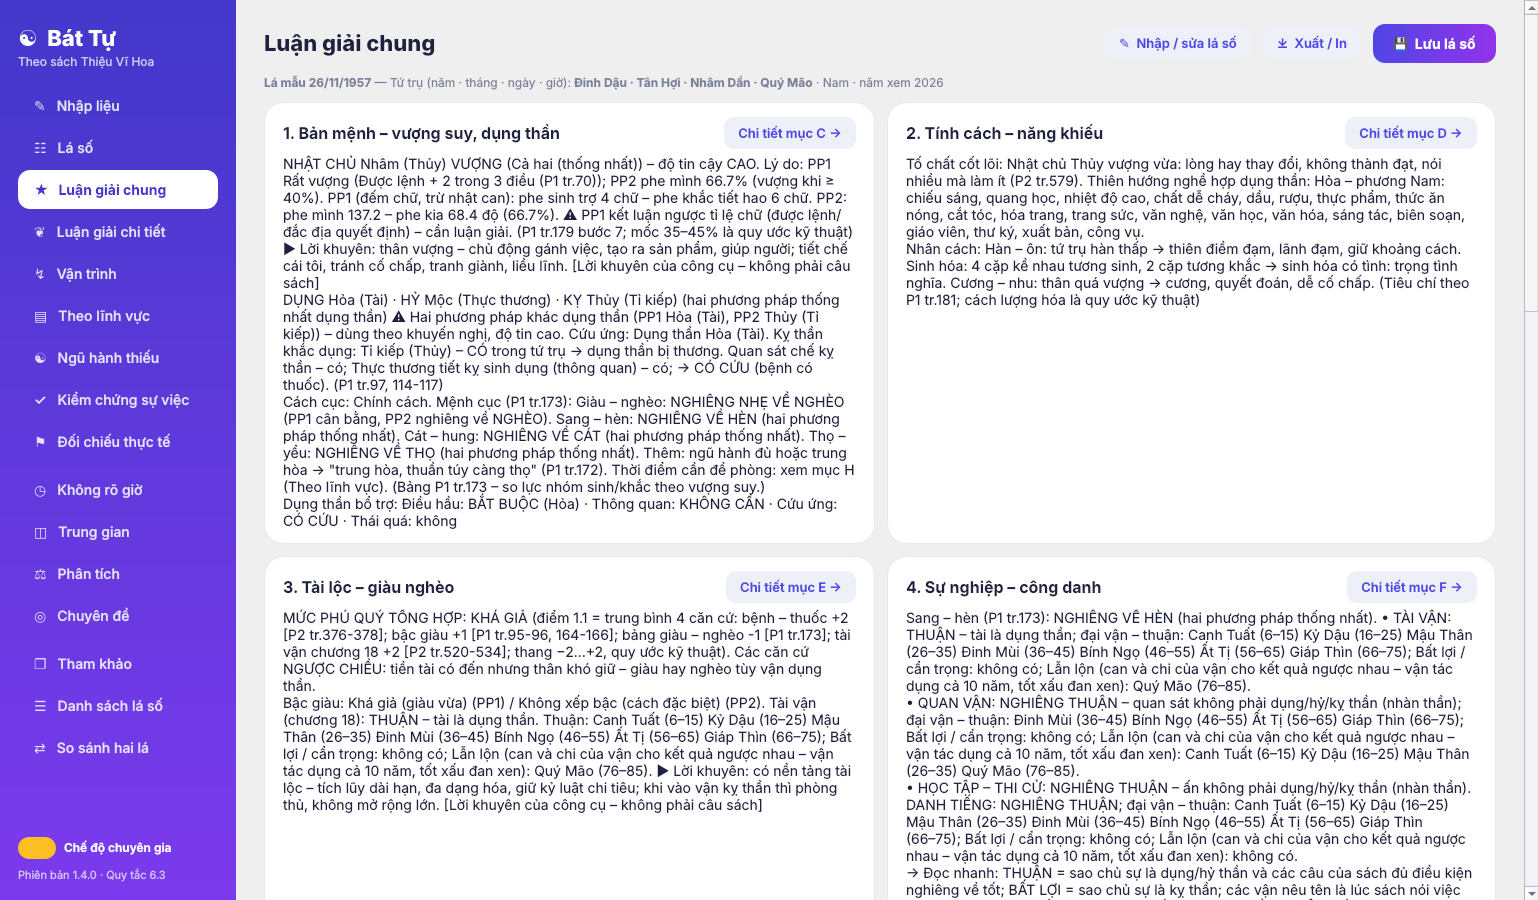 ☯ Bát Tự
Theo sách Thiệu Vĩ Hoa
✎ Nhập liệu
☷ Lá số
★ Luận giải chung
❦ Luận giải chi tiết
↯ Vận trình
▤ Theo lĩnh vực
☯ Ngũ hành thiếu
✓ Kiểm chứng sự việc
⚑ Đối chiếu thực tế
◷ Không rõ giờ
◫ Trung gian
⚖ Phân tích
◎ Chuyên đề
❒ Tham khảo
☰ Danh sách lá số
⇄ So sánh hai lá
Chế độ chuyên gia
Phiên bản 1.4.0 · Quy tắc 6.3
Luận giải chung
✎ Nhập / sửa lá số
Xuất / In
💾 Lưu lá số
Lá mẫu 26/11/1957 — Tứ trụ (năm · tháng · ngày · giờ): Đinh Dậu · Tân Hợi · Nhâm Dần · Quý Mão · Nam · năm xem 2026
1. Bản mệnh – vượng suy, dụng thần
Chi tiết mục C →
NHẬT CHỦ Nhâm (Thủy) VƯỢNG (Cả hai (thống nhất)) – độ tin cậy CAO. Lý do: PP1
Rất vượng (Được lệnh + 2 trong 3 điều (P1 tr.70)); PP2 phe mình 66.7% (vượng khi ≥
40%). PP1 (đếm chữ, trừ nhật can): phe sinh trợ 4 chữ – phe khắc tiết hao 6 chữ. PP2:
phe mình 137.2 – phe kia 68.4 độ (66.7%). ⚠ PP1 kết luận ngược tỉ lệ chữ (được lệnh/
đắc địa quyết định) – cần luận giải. (P1 tr.179 bước 7; mốc 35–45% là quy ước kỹ thuật)
▶ Lời khuyên: thân vượng – chủ động gánh việc, tạo ra sản phẩm, giúp người; tiết chế
cái tôi, tránh cố chấp, tranh giành, liều lĩnh. [Lời khuyên của công cụ – không phải câu
sách]
DỤNG Hỏa (Tài) · HỶ Mộc (Thực thương) · KỴ Thủy (Tỉ kiếp) (hai phương pháp thống
nhất dụng thần) ⚠ Hai phương pháp khác dụng thần (PP1 Hỏa (Tài), PP2 Thủy (Tỉ
kiếp)) – dùng theo khuyến nghị, độ tin cao. Cứu ứng: Dụng thần Hỏa (Tài). Kỵ thần
khắc dụng: Tỉ kiếp (Thủy) – CÓ trong tứ trụ → dụng thần bị thương. Quan sát chế kỵ
thần – có; Thực thương tiết kỵ sinh dụng (thông quan) – có; → CÓ CỨU (bệnh có
thuốc). (P1 tr.97, 114-117)
Cách cục: Chính cách. Mệnh cục (P1 tr.173): Giàu – nghèo: NGHIÊNG NHẸ VỀ NGHÈO
(PP1 cân bằng, PP2 nghiêng về NGHÈO). Sang – hèn: NGHIÊNG VỀ HÈN (hai phương
pháp thống nhất). Cát – hung: NGHIÊNG VỀ CÁT (hai phương pháp thống nhất). Thọ –
yểu: NGHIÊNG VỀ THỌ (hai phương pháp thống nhất). Thêm: ngũ hành đủ hoặc trung
hòa → "trung hòa, thuần túy càng thọ" (P1 tr.172). Thời điểm cần đề phòng: xem mục H
(Theo lĩnh vực). (Bảng P1 tr.173 – so lực nhóm sinh/khắc theo vượng suy.)
Dụng thần bổ trợ: Điều hầu: BẮT BUỘC (Hỏa) · Thông quan: KHÔNG CẦN · Cứu ứng:
CÓ CỨU · Thái quá: không
2. Tính cách – năng khiếu
Chi tiết mục D →
Tố chất cốt lõi: Nhật chủ Thủy vượng vừa: lòng hay thay đổi, không thành đạt, nói
nhiều mà làm ít (P2 tr.579). Thiên hướng nghề hợp dụng thần: Hỏa – phương Nam:
chiếu sáng, quang học, nhiệt độ cao, chất dễ cháy, dầu, rượu, thực phẩm, thức ăn
nóng, cắt tóc, hóa trang, trang sức, văn nghệ, văn học, văn hóa, sáng tác, biên soạn,
giáo viên, thư ký, xuất bản, công vụ.
Nhân cách: Hàn – ôn: tứ trụ hàn thấp → thiên điềm đạm, lãnh đạm, giữ khoảng cách.
Sinh hóa: 4 cặp kề nhau tương sinh, 2 cặp tương khắc → sinh hóa có tình: trọng tình
nghĩa. Cương – nhu: thân quá vượng → cương, quyết đoán, dễ cố chấp. (Tiêu chí theo
P1 tr.181; cách lượng hóa là quy ước kỹ thuật)
3. Tài lộc – giàu nghèo
Chi tiết mục E →
MỨC PHÚ QUÝ TỔNG HỢP: KHÁ GIẢ (điểm 1.1 = trung bình 4 căn cứ: bệnh – thuốc +2
[P2 tr.376-378]; bậc giàu +1 [P1 tr.95-96, 164-166]; bảng giàu – nghèo -1 [P1 tr.173]; tài
vận chương 18 +2 [P2 tr.520-534]; thang −2…+2, quy ước kỹ thuật). Các căn cứ
NGƯỢC CHIỀU: tiền tài có đến nhưng thân khó giữ – giàu hay nghèo tùy vận dụng
thần.
Bậc giàu: Khá giả (giàu vừa) (PP1) / Không xếp bậc (cách đặc biệt) (PP2). Tài vận
(chương 18): THUẬN – tài là dụng thần. Thuận: Canh Tuất (6–15) Kỷ Dậu (16–25) Mậu
Thân (26–35) Đinh Mùi (36–45) Bính Ngọ (46–55) Ất Tị (56–65) Giáp Thìn (66–75); Bất
lợi / cần trọng: không có; Lẫn lộn (can và chi của vận cho kết quả ngược nhau – vận
tác dụng cả 10 năm, tốt xấu đan xen): Quý Mão (76–85). ▶ Lời khuyên: có nền tảng tài
lộc – tích lũy dài hạn, đa dạng hóa, giữ kỷ luật chi tiêu; khi vào vận kỵ thần thì phòng
thủ, không mở rộng lớn. [Lời khuyên của công cụ – không phải câu sách]
4. Sự nghiệp – công danh
Chi tiết mục F →
Sang – hèn (P1 tr.173): NGHIÊNG VỀ HÈN (hai phương pháp thống nhất). • TÀI VẬN:
THUẬN – tài là dụng thần; đại vận – thuận: Canh Tuất (6–15) Kỷ Dậu (16–25) Mậu Thân
(26–35) Đinh Mùi (36–45) Bính Ngọ (46–55) Ất Tị (56–65) Giáp Thìn (66–75); Bất lợi /
cẩn trọng: không có; Lẫn lộn (can và chi của vận cho kết quả ngược nhau – vận tác
dụng cả 10 năm, tốt xấu đan xen): Quý Mão (76–85).
• QUAN VẬN: NGHIÊNG THUẬN – quan sát không phải dụng/hỷ/kỵ thần (nhàn thần);
đại vận – thuận: Đinh Mùi (36–45) Bính Ngọ (46–55) Ất Tị (56–65) Giáp Thìn (66–75);
Bất lợi / cẩn trọng: không có; Lẫn lộn (can và chi của vận cho kết quả ngược nhau –
vận tác dụng cả 10 năm, tốt xấu đan xen): Canh Tuất (6–15) Kỷ Dậu (16–25) Mậu Thân
(26–35) Quý Mão (76–85).
• HỌC TẬP – THI CỬ: NGHIÊNG THUẬN – ấn không phải dụng/hỷ/kỵ thần (nhàn thần).
DANH TIẾNG: NGHIÊNG THUẬN; đại vận – thuận: Canh Tuất (6–15) Kỷ Dậu (16–25)
Mậu Thân (26–35) Đinh Mùi (36–45) Bính Ngọ (46–55) Ất Tị (56–65) Giáp Thìn
(66–75); Bất lợi / cẩn trọng: không có; Lẫn lộn (can và chi của vận cho kết quả ngược
nhau – vận tác dụng cả 10 năm, tốt xấu đan xen): không có.
→ Đọc nhanh: THUẬN = sao chủ sự là dụng/hỷ thần và các câu của sách đủ điều kiện
nghiêng về tốt; BẤT LỢI = sao chủ sự là kỵ thần; các vận nêu tên là lúc sách nói việc